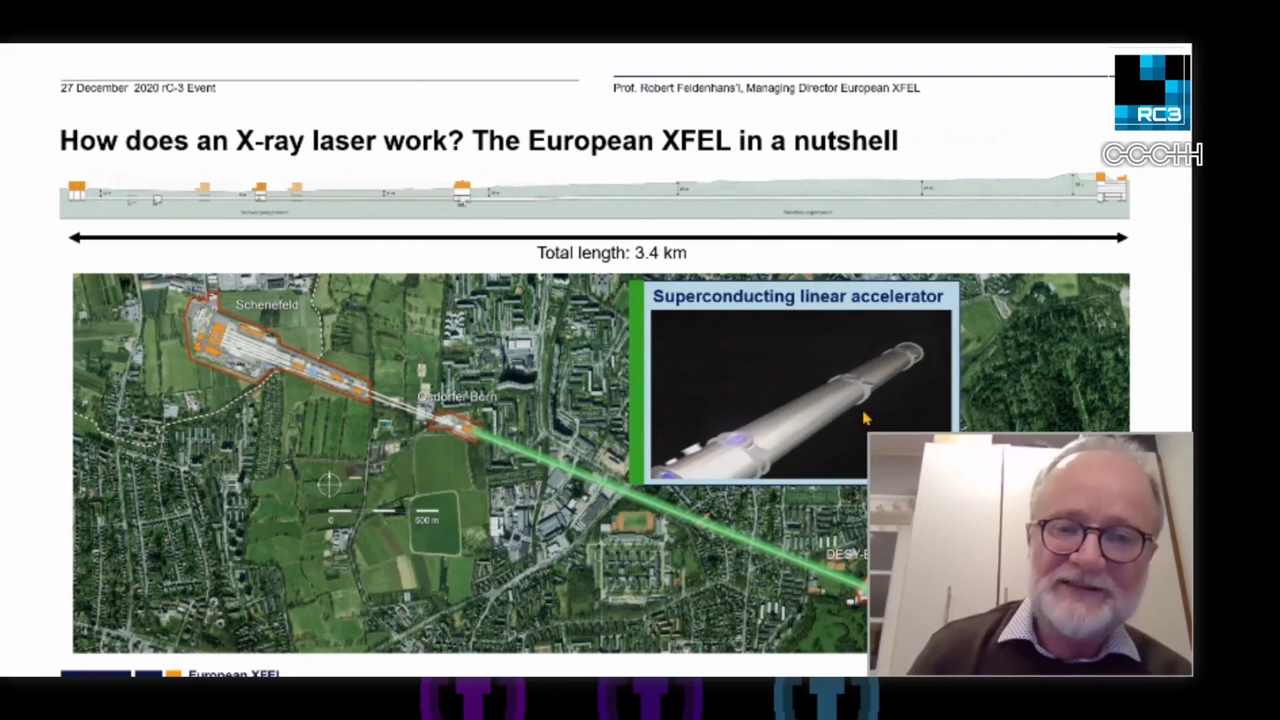 27 December 2020 rC-3 Event
Prof. Robert Feidenhans'l, Managing Director European XFEL
RC3
CCCHH
How does an X-ray laser work? The European XFEL in a nutshell
Total length: 3.4 km
Schenefeld
Superconducting linear accelerator
Osdorfer Born
0
500 m
DESY-B
European XFEL